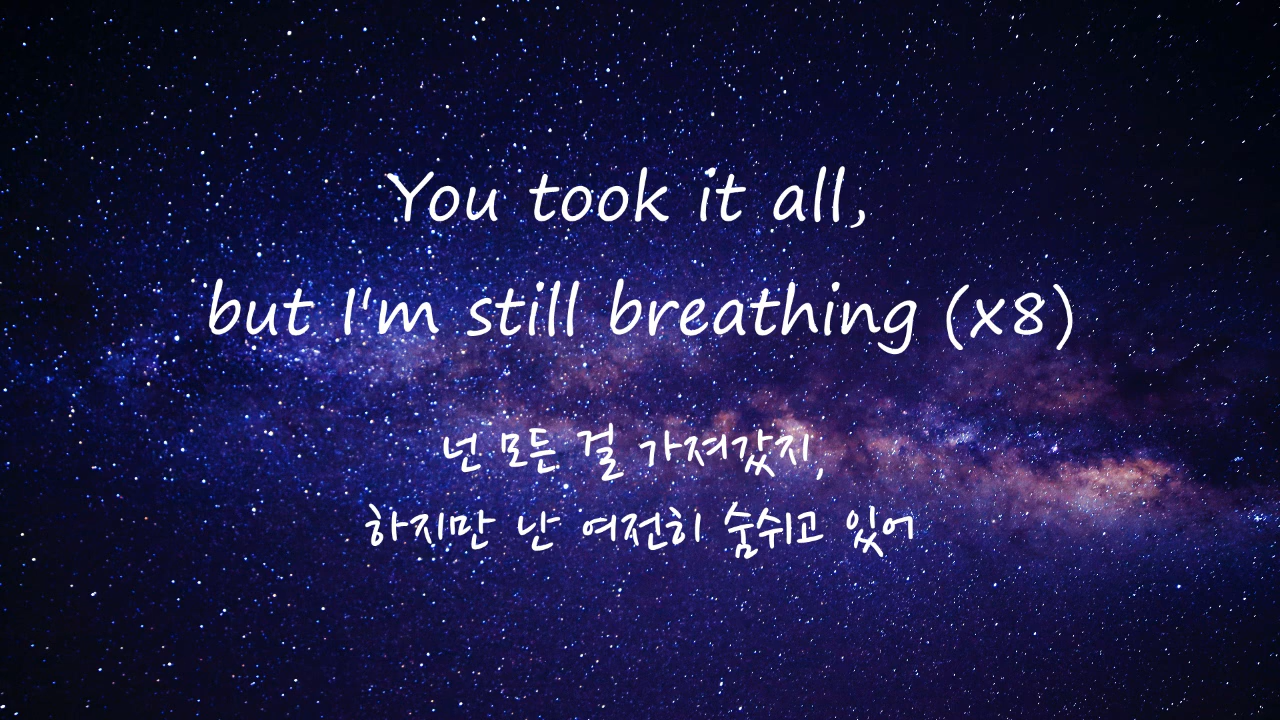 You took it all,
but I'm still breathing (x8)
넌 모든 걸 가져갔지,
하지만 난 여전히 숨쉬고 있어